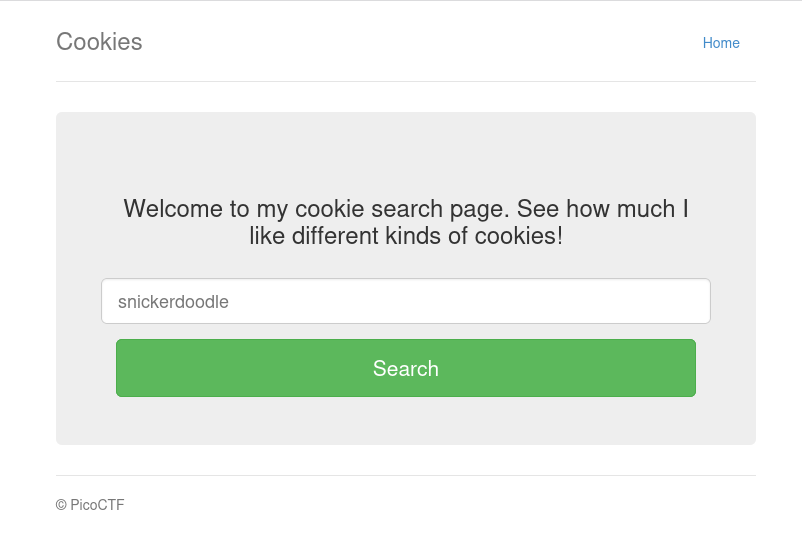 Cookies
Home
Welcome to my cookie search page. See how much I
like different kinds of cookies!
snickerdoodle
Search
© PicoCTF